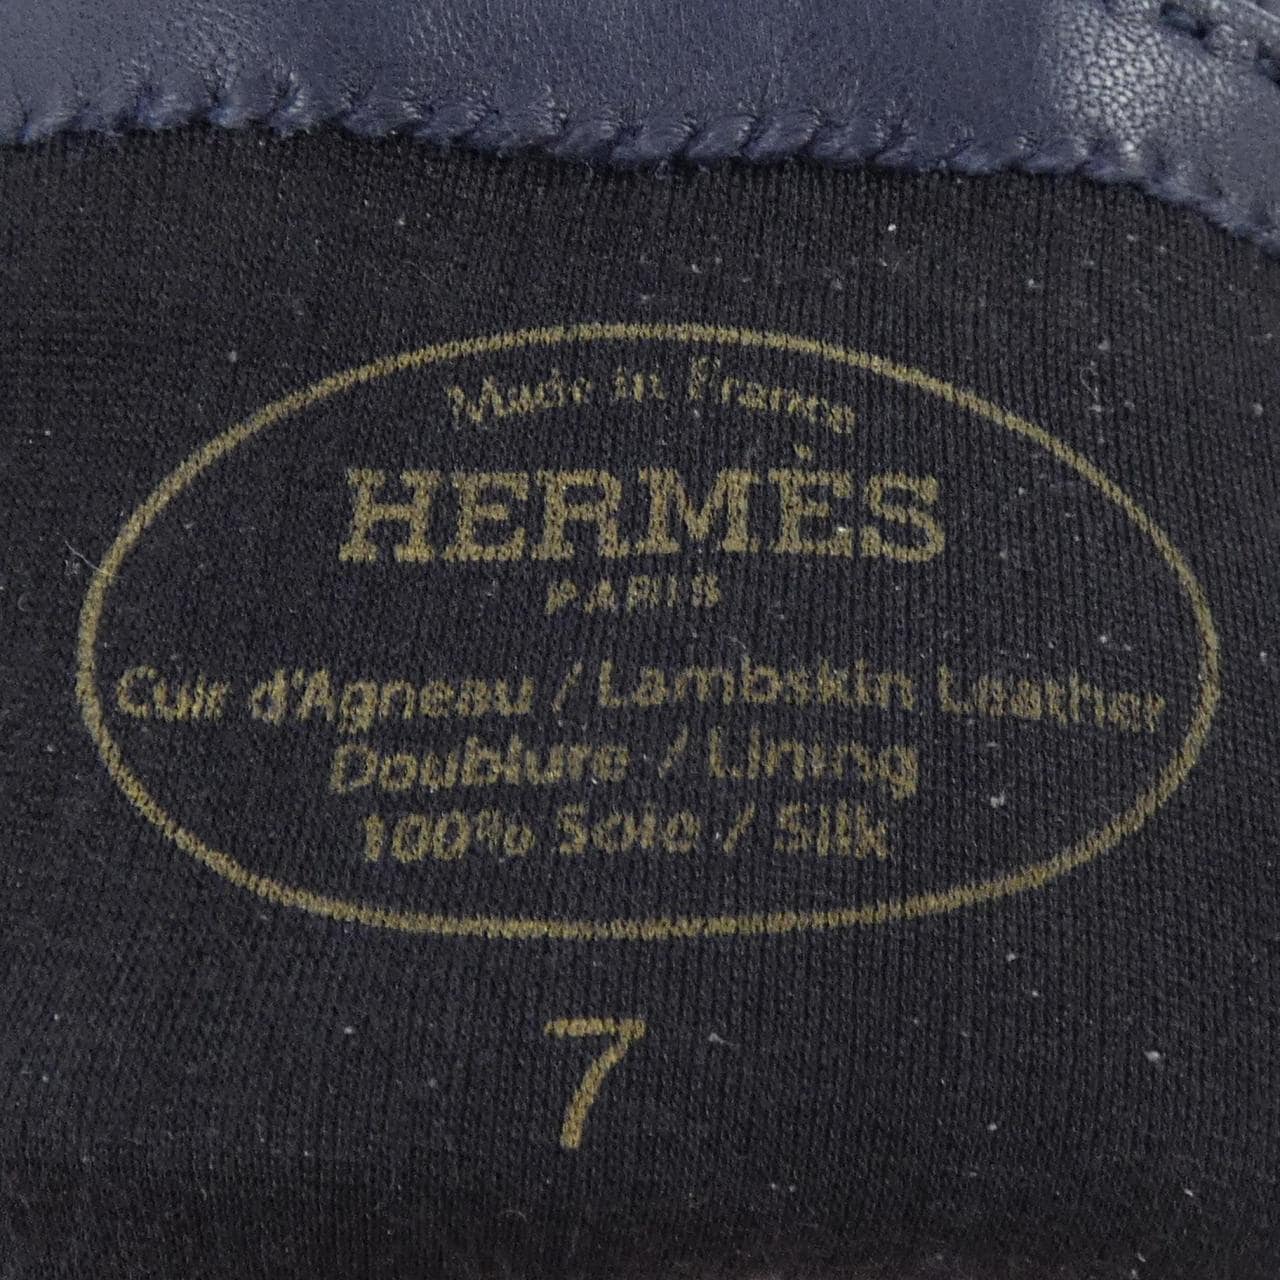 Made in France
HERMÈS
PARIS
Cuir d'Agneau / Lambskin Leather
Doublure / Lining
100% Soie / Silk
7